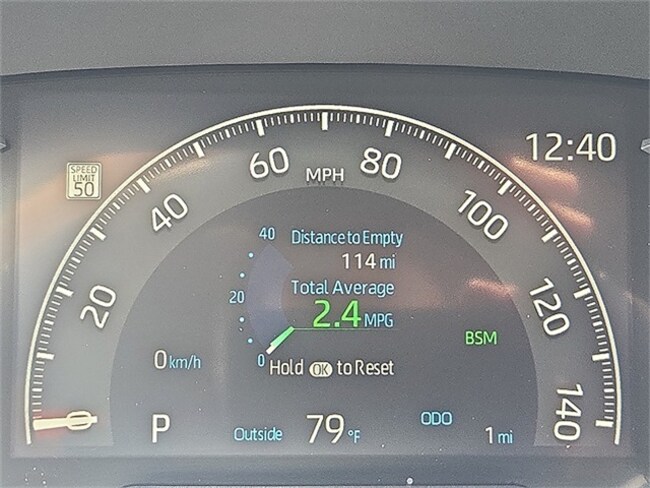 12:40
SPEED
LIMIT
50
0
20
40
60
80
100
120
140
MPH
40
20
0
Distance to Empty
114 mi
Total Average
2.4 MPG
Hold OK to Reset
0 km/h
BSM
P
Outside 79 °F
ODO
1 mi